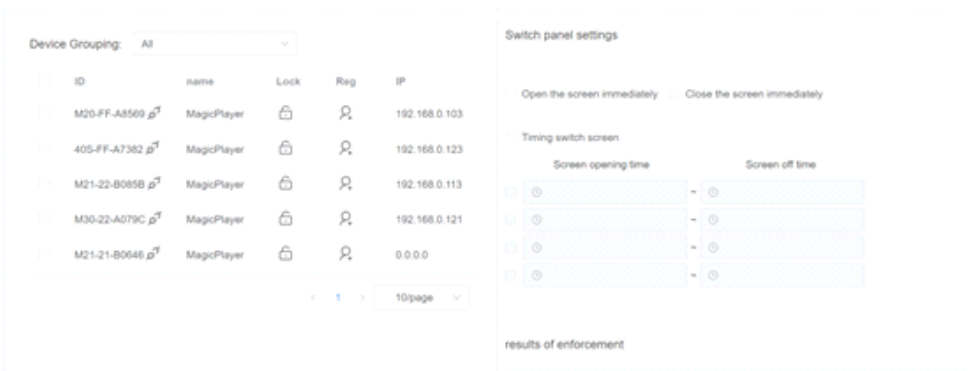 Device Grouping: All
ID name Lock Reg IP
M20-FF-A8569 MagicPlayer 192.168.0.103
40S-FF-A7382 MagicPlayer 192.168.0.123
M21-22-B085B MagicPlayer 192.168.0.113
M30-22-A079C MagicPlayer 192.168.0.121
M21-21-B0646 MagicPlayer 0.0.0.0
1 10/page
Switch panel settings
Open the screen immediately Close the screen immediately
Timing switch screen
Screen opening time Screen off time
~
~
~
~
results of enforcement